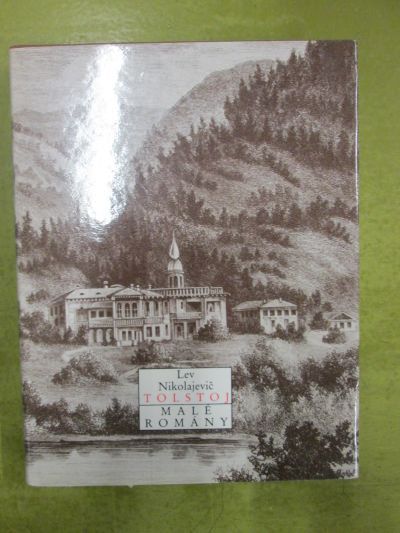 Lev
Nikolajevič
TOLSTOJ
MALÉ
ROMÁNY